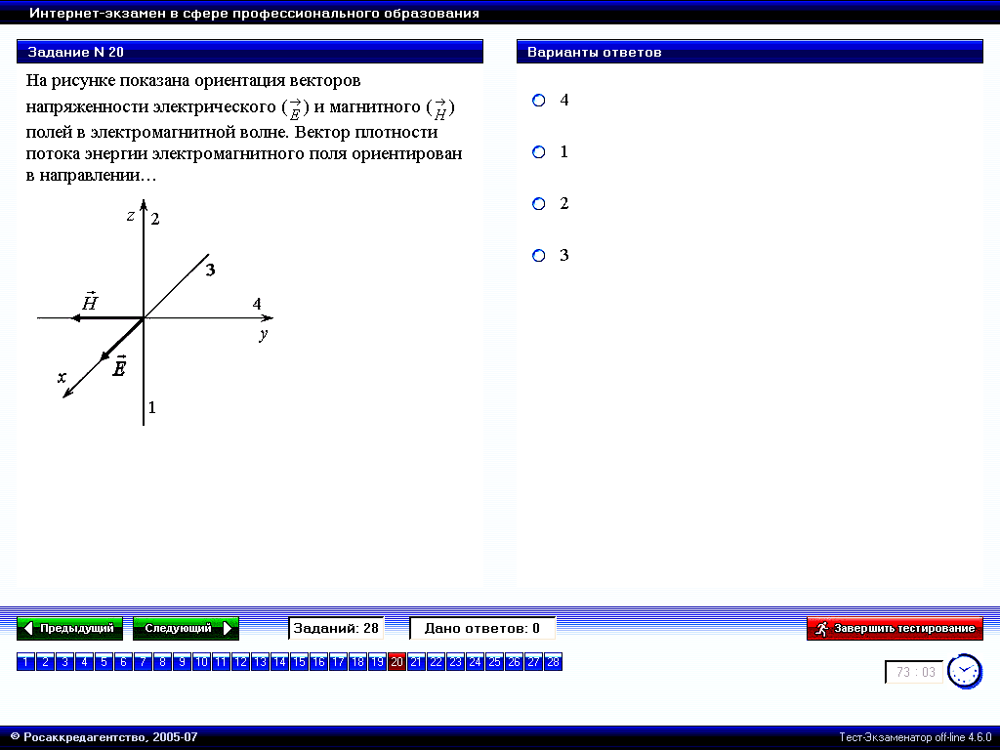 Интернет-экзамен в сфере профессионального образования
Задание N 20
На рисунке показана ориентация векторов
напряженности электрического (E⃗) и магнитного (H⃗)
полей в электромагнитной волне. Вектор плотности
потока энергии электромагнитного поля ориентирован
в направлении…
z 2
3
H⃗
4
y
x
E⃗
1
Варианты ответов
4
1
2
3
Предыдущий
Следующий
Заданий: 28
Дано ответов: 0
Завершить тестирование
1 2 3 4 5 6 7 8 9 10 11 12 13 14 15 16 17 18 19 20 21 22 23 24 25 26 27 28
73 : 03
© Росаккредагентство, 2005-07
Тест-Экзаменатор off-line 4.6.0